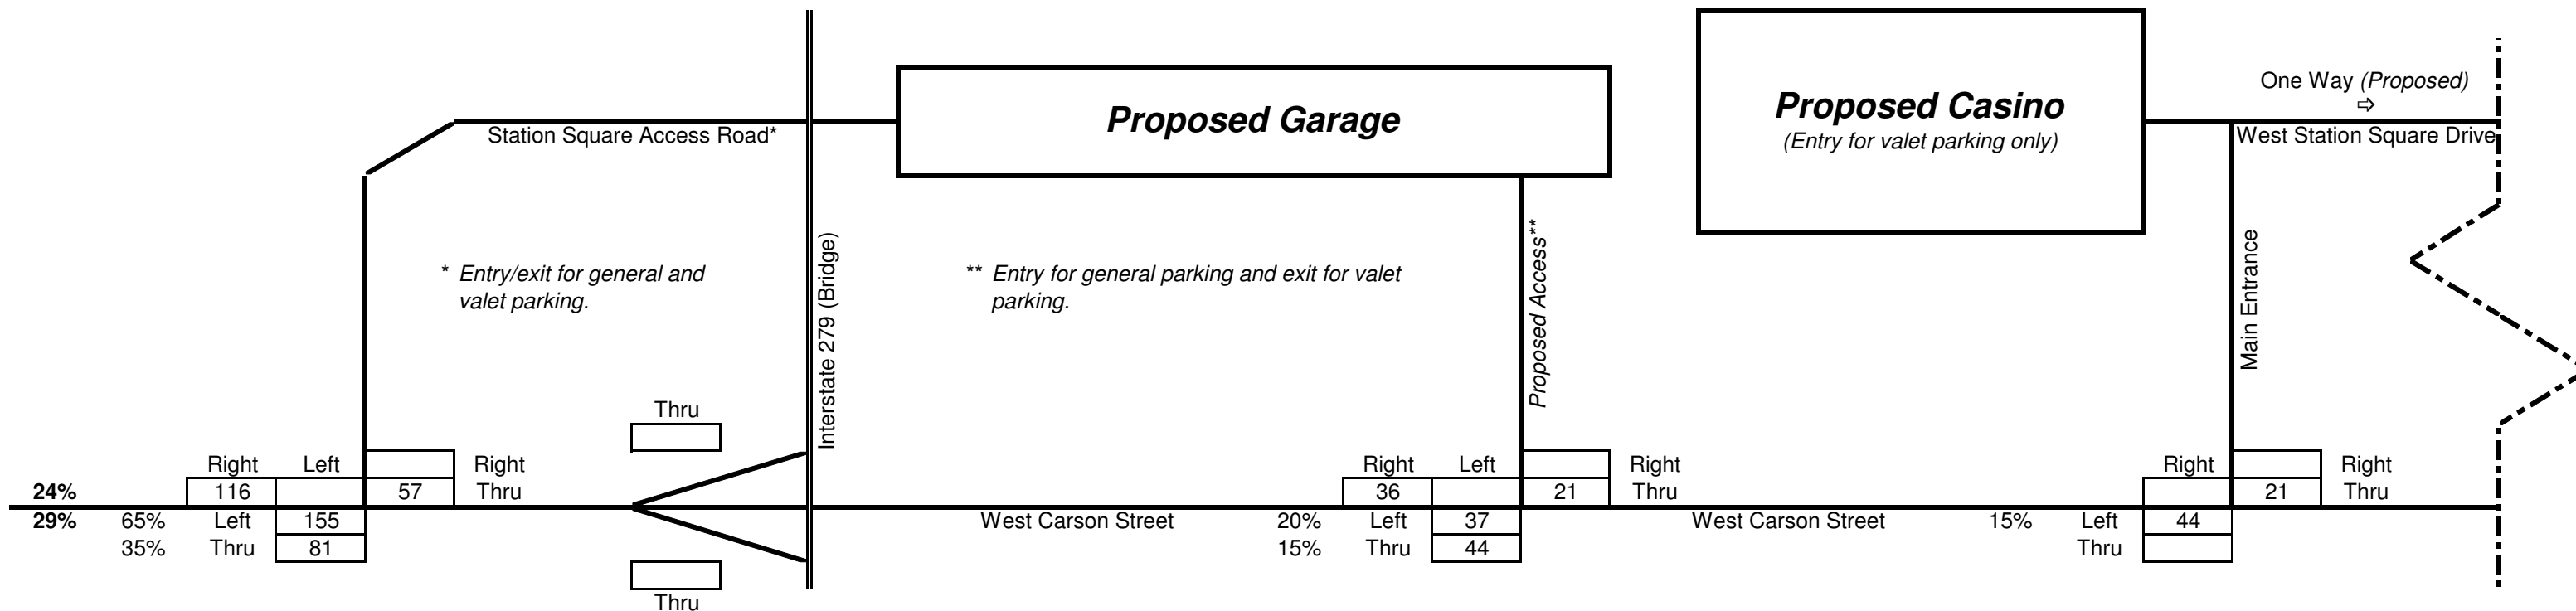 One Way (Proposed)
⇨
Proposed Garage
Proposed Casino
(Entry for valet parking only)
Station Square Access Road*
West Station Square Drive
* Entry/exit for general and
valet parking.
** Entry for general parking and exit for valet
parking.
Interstate 279 (Bridge)
Proposed Access**
Main Entrance
Thru
Right Left Right
24% 116 57 Thru
29% 65% Left 155
35% Thru 81
Thru
Right Left Right
36 21 Thru
West Carson Street 20% Left 37
15% Thru 44
Right Right
21 Thru
West Carson Street 15% Left 44
Thru